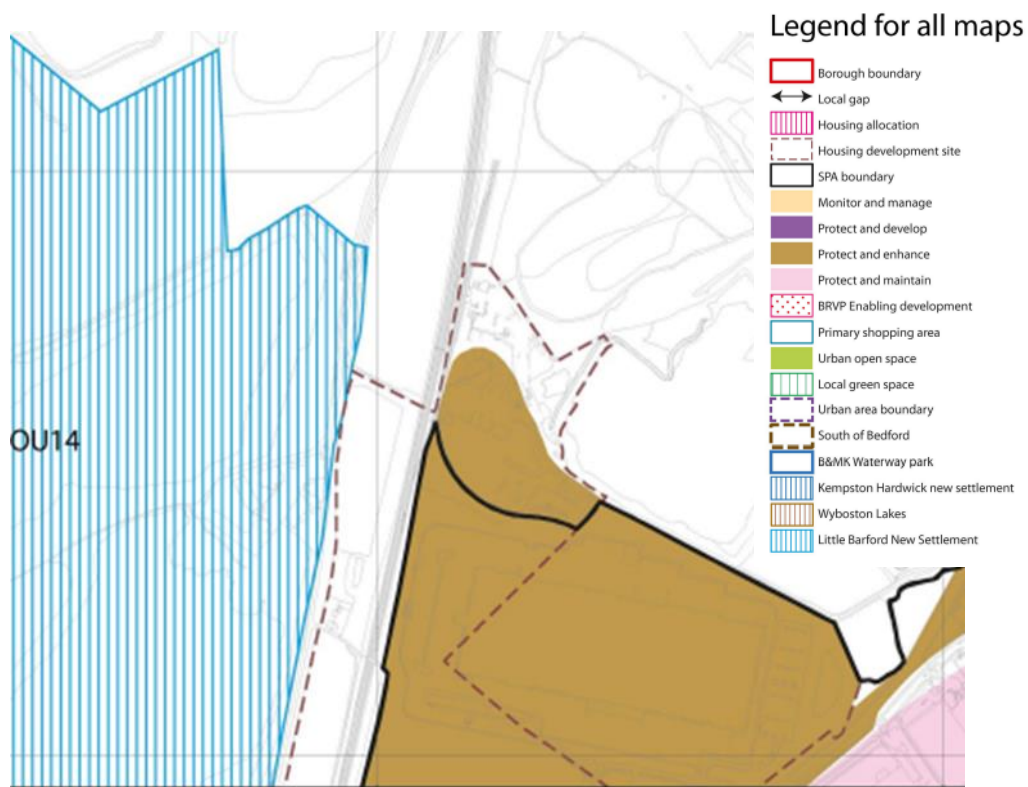 Legend for all maps
Borough boundary
Local gap
Housing allocation
Housing development site
SPA boundary
Monitor and manage
Protect and develop
Protect and enhance
Protect and maintain
BRVP Enabling development
Primary shopping area
Urban open space
Local green space
Urban area boundary
South of Bedford
B&MK Waterway park
Kempston Hardwick new settlement
Wyboston Lakes
Little Barford New Settlement
OU14